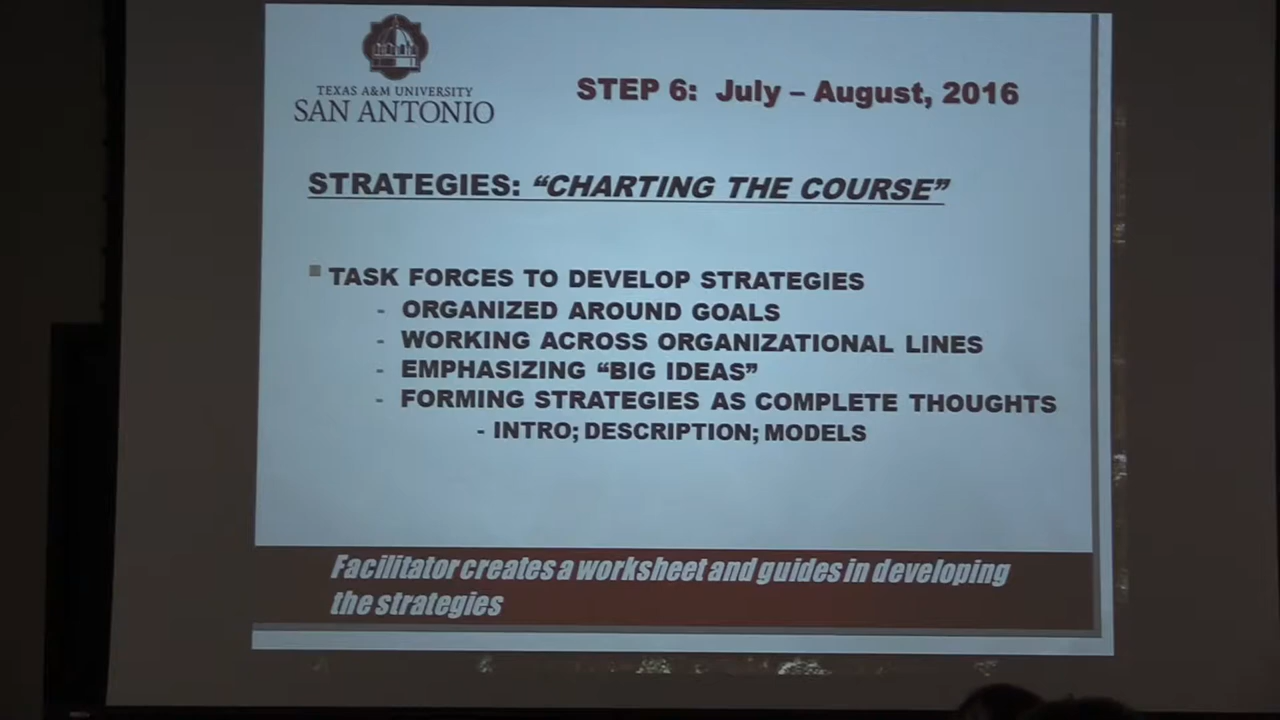 TEXAS A&M UNIVERSITY
SAN ANTONIO
STEP 6: July – August, 2016
STRATEGIES: “CHARTING THE COURSE”
TASK FORCES TO DEVELOP STRATEGIES
- ORGANIZED AROUND GOALS
- WORKING ACROSS ORGANIZATIONAL LINES
- EMPHASIZING “BIG IDEAS”
- FORMING STRATEGIES AS COMPLETE THOUGHTS
- INTRO; DESCRIPTION; MODELS
Facilitator creates a worksheet and guides in developing
the strategies